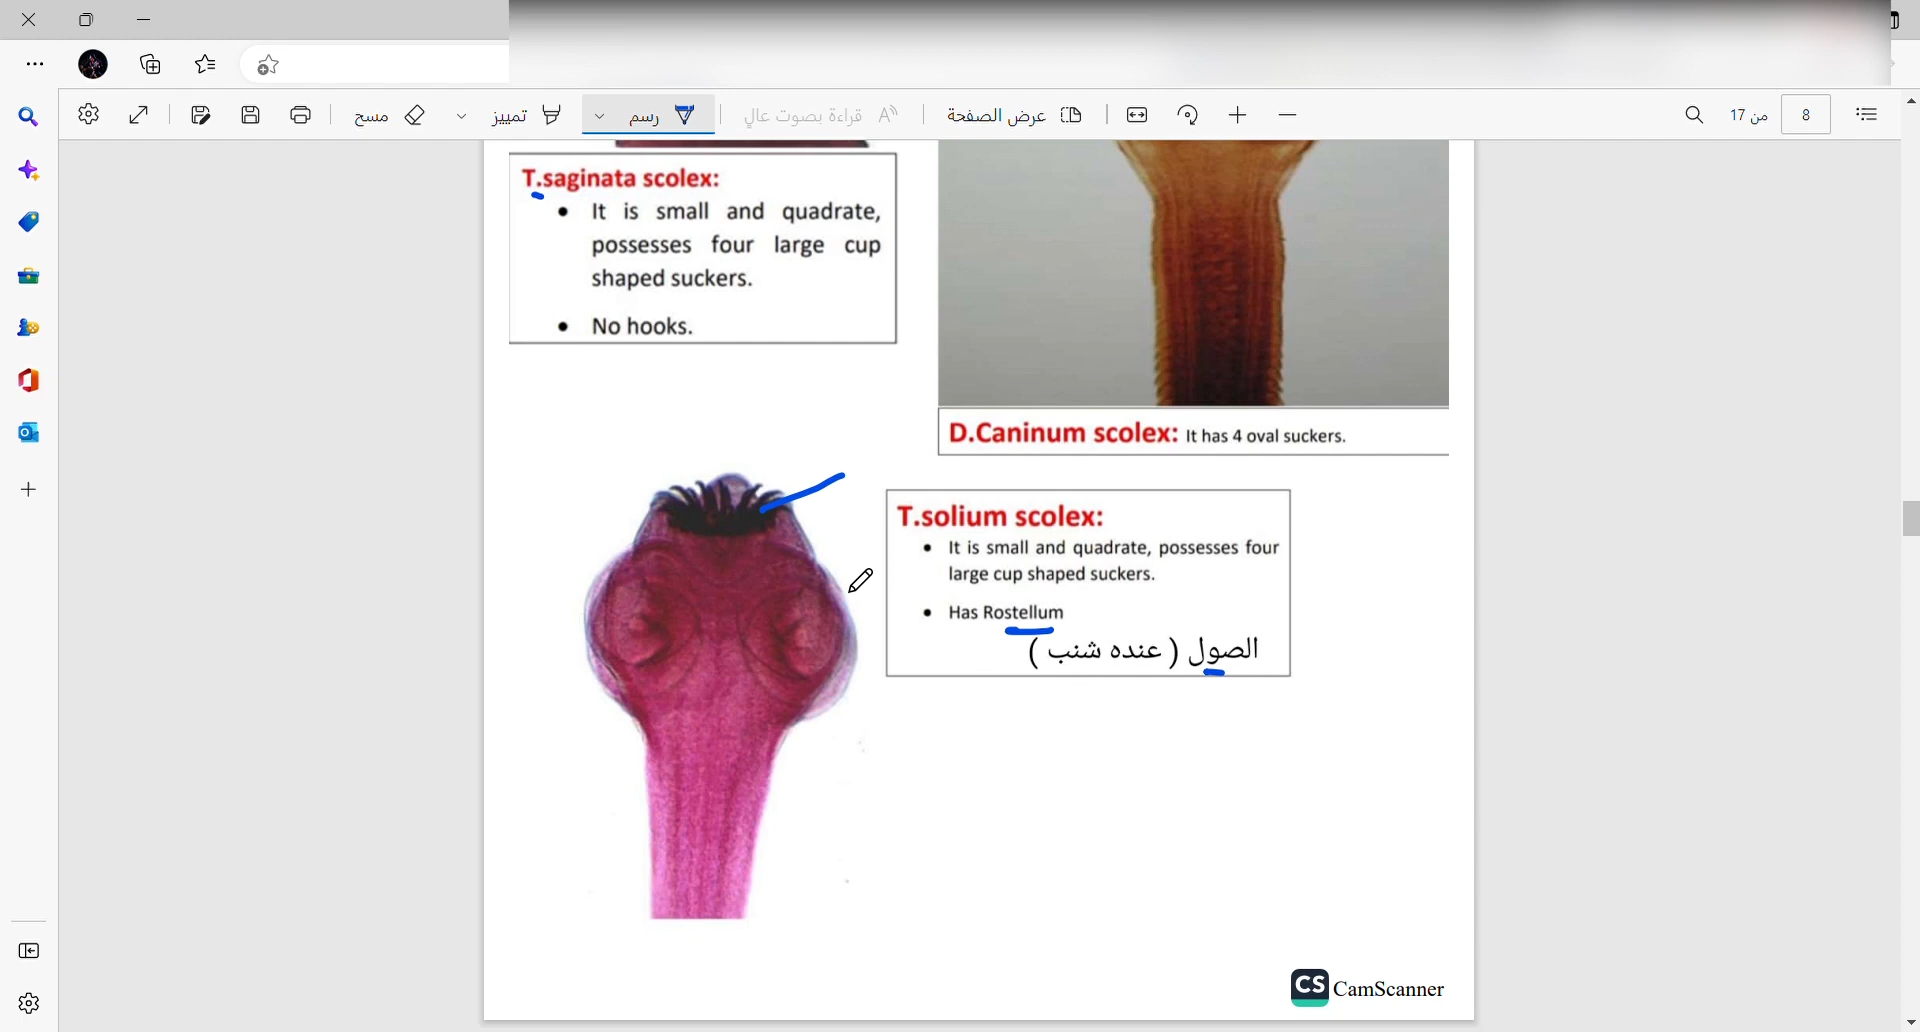 مسح
تمييز
رسم
قراءة بصوت عالٍ
عرض الصفحة
من 17
8
T.saginata scolex:
• It is small and quadrate,
possesses four large cup
shaped suckers.
• No hooks.
D.Caninum scolex: It has 4 oval suckers.
T.solium scolex:
• It is small and quadrate, possesses four
large cup shaped suckers.
• Has Rostellum
الصول ( عنده شنب )
CS CamScanner